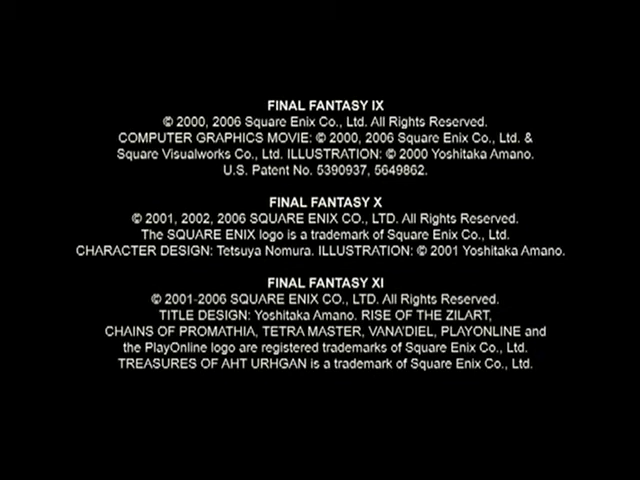 FINAL FANTASY IX
© 2000, 2006 Square Enix Co., Ltd. All Rights Reserved.
COMPUTER GRAPHICS MOVIE: © 2000, 2006 Square Enix Co., Ltd. &
Square Visualworks Co., Ltd. ILLUSTRATION: © 2000 Yoshitaka Amano.
U.S. Patent No. 5390937, 5649862.
FINAL FANTASY X
© 2001, 2002, 2006 SQUARE ENIX CO., LTD. All Rights Reserved.
The SQUARE ENIX logo is a trademark of Square Enix Co., Ltd.
CHARACTER DESIGN: Tetsuya Nomura. ILLUSTRATION: © 2001 Yoshitaka Amano.
FINAL FANTASY XI
© 2001-2006 SQUARE ENIX CO., LTD. All Rights Reserved.
TITLE DESIGN: Yoshitaka Amano. RISE OF THE ZILART,
CHAINS OF PROMATHIA, TETRA MASTER, VANA'DIEL, PLAYONLINE and
the PlayOnline logo are registered trademarks of Square Enix Co., Ltd.
TREASURES OF AHT URHGAN is a trademark of Square Enix Co., Ltd.